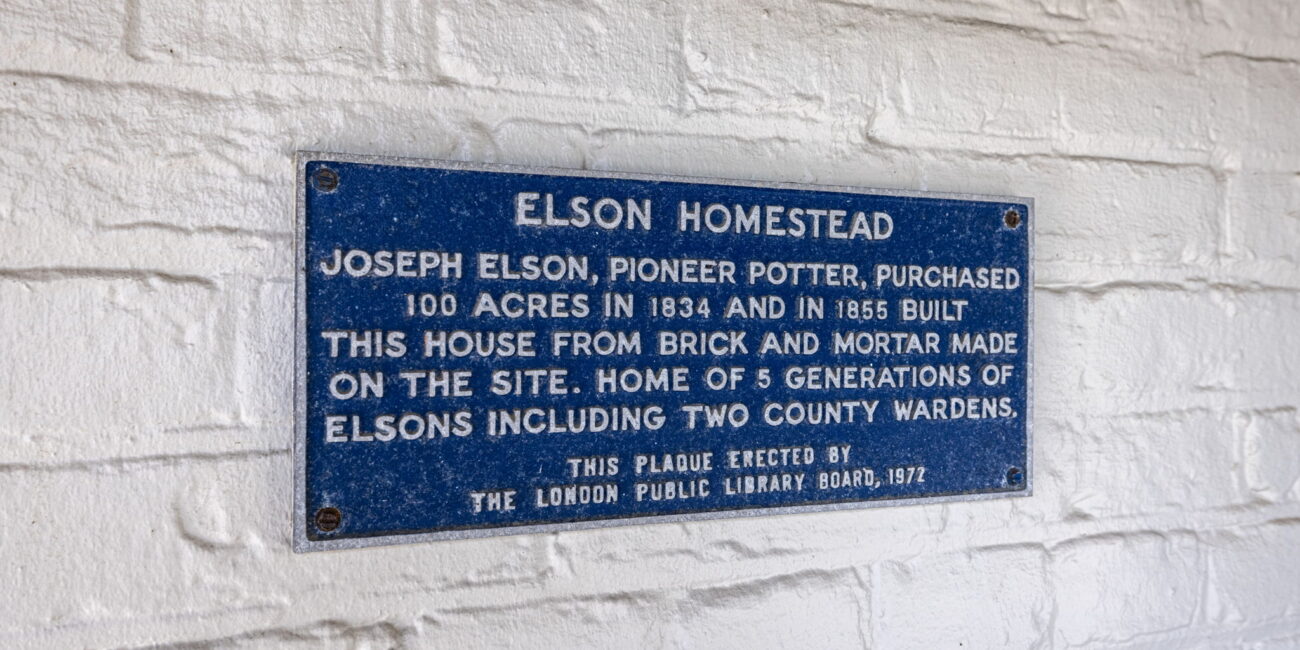 ELSON HOMESTEAD
JOSEPH ELSON, PIONEER POTTER, PURCHASED
100 ACRES IN 1834 AND IN 1855 BUILT
THIS HOUSE FROM BRICK AND MORTAR MADE
ON THE SITE. HOME OF 5 GENERATIONS OF
ELSONS INCLUDING TWO COUNTY WARDENS.
THIS PLAQUE ERECTED BY
THE LONDON PUBLIC LIBRARY BOARD, 1972